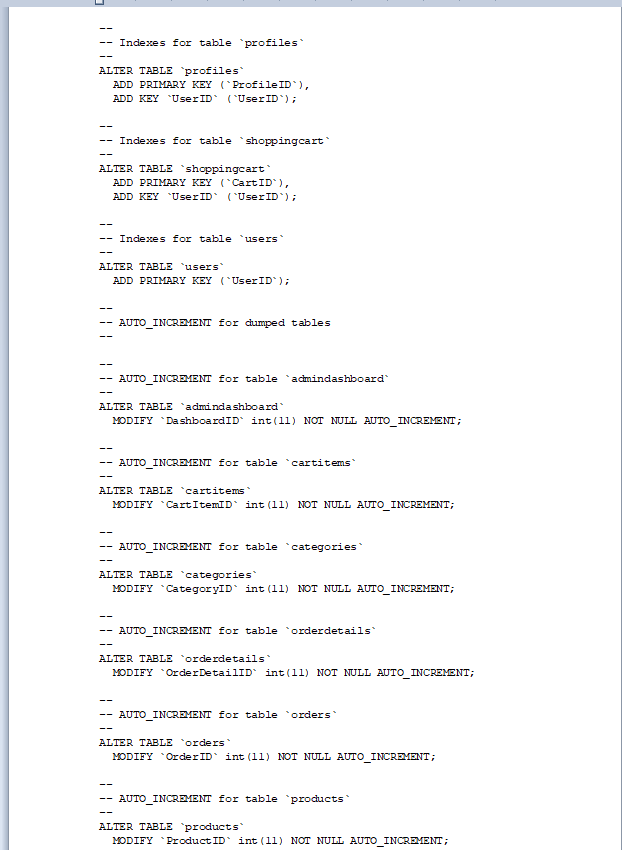 --
-- Indexes for table `profiles`
--
ALTER TABLE `profiles`
  ADD PRIMARY KEY (`ProfileID`),
  ADD KEY `UserID` (`UserID`);

--
-- Indexes for table `shoppingcart`
--
ALTER TABLE `shoppingcart`
  ADD PRIMARY KEY (`CartID`),
  ADD KEY `UserID` (`UserID`);

--
-- Indexes for table `users`
--
ALTER TABLE `users`
  ADD PRIMARY KEY (`UserID`);

--
-- AUTO_INCREMENT for dumped tables
--

--
-- AUTO_INCREMENT for table `admindashboard`
--
ALTER TABLE `admindashboard`
  MODIFY `DashboardID` int(11) NOT NULL AUTO_INCREMENT;

--
-- AUTO_INCREMENT for table `cartitems`
--
ALTER TABLE `cartitems`
  MODIFY `CartItemID` int(11) NOT NULL AUTO_INCREMENT;

--
-- AUTO_INCREMENT for table `categories`
--
ALTER TABLE `categories`
  MODIFY `CategoryID` int(11) NOT NULL AUTO_INCREMENT;

--
-- AUTO_INCREMENT for table `orderdetails`
--
ALTER TABLE `orderdetails`
  MODIFY `OrderDetailID` int(11) NOT NULL AUTO_INCREMENT;

--
-- AUTO_INCREMENT for table `orders`
--
ALTER TABLE `orders`
  MODIFY `OrderID` int(11) NOT NULL AUTO_INCREMENT;

--
-- AUTO_INCREMENT for table `products`
--
ALTER TABLE `products`
  MODIFY `ProductID` int(11) NOT NULL AUTO_INCREMENT;